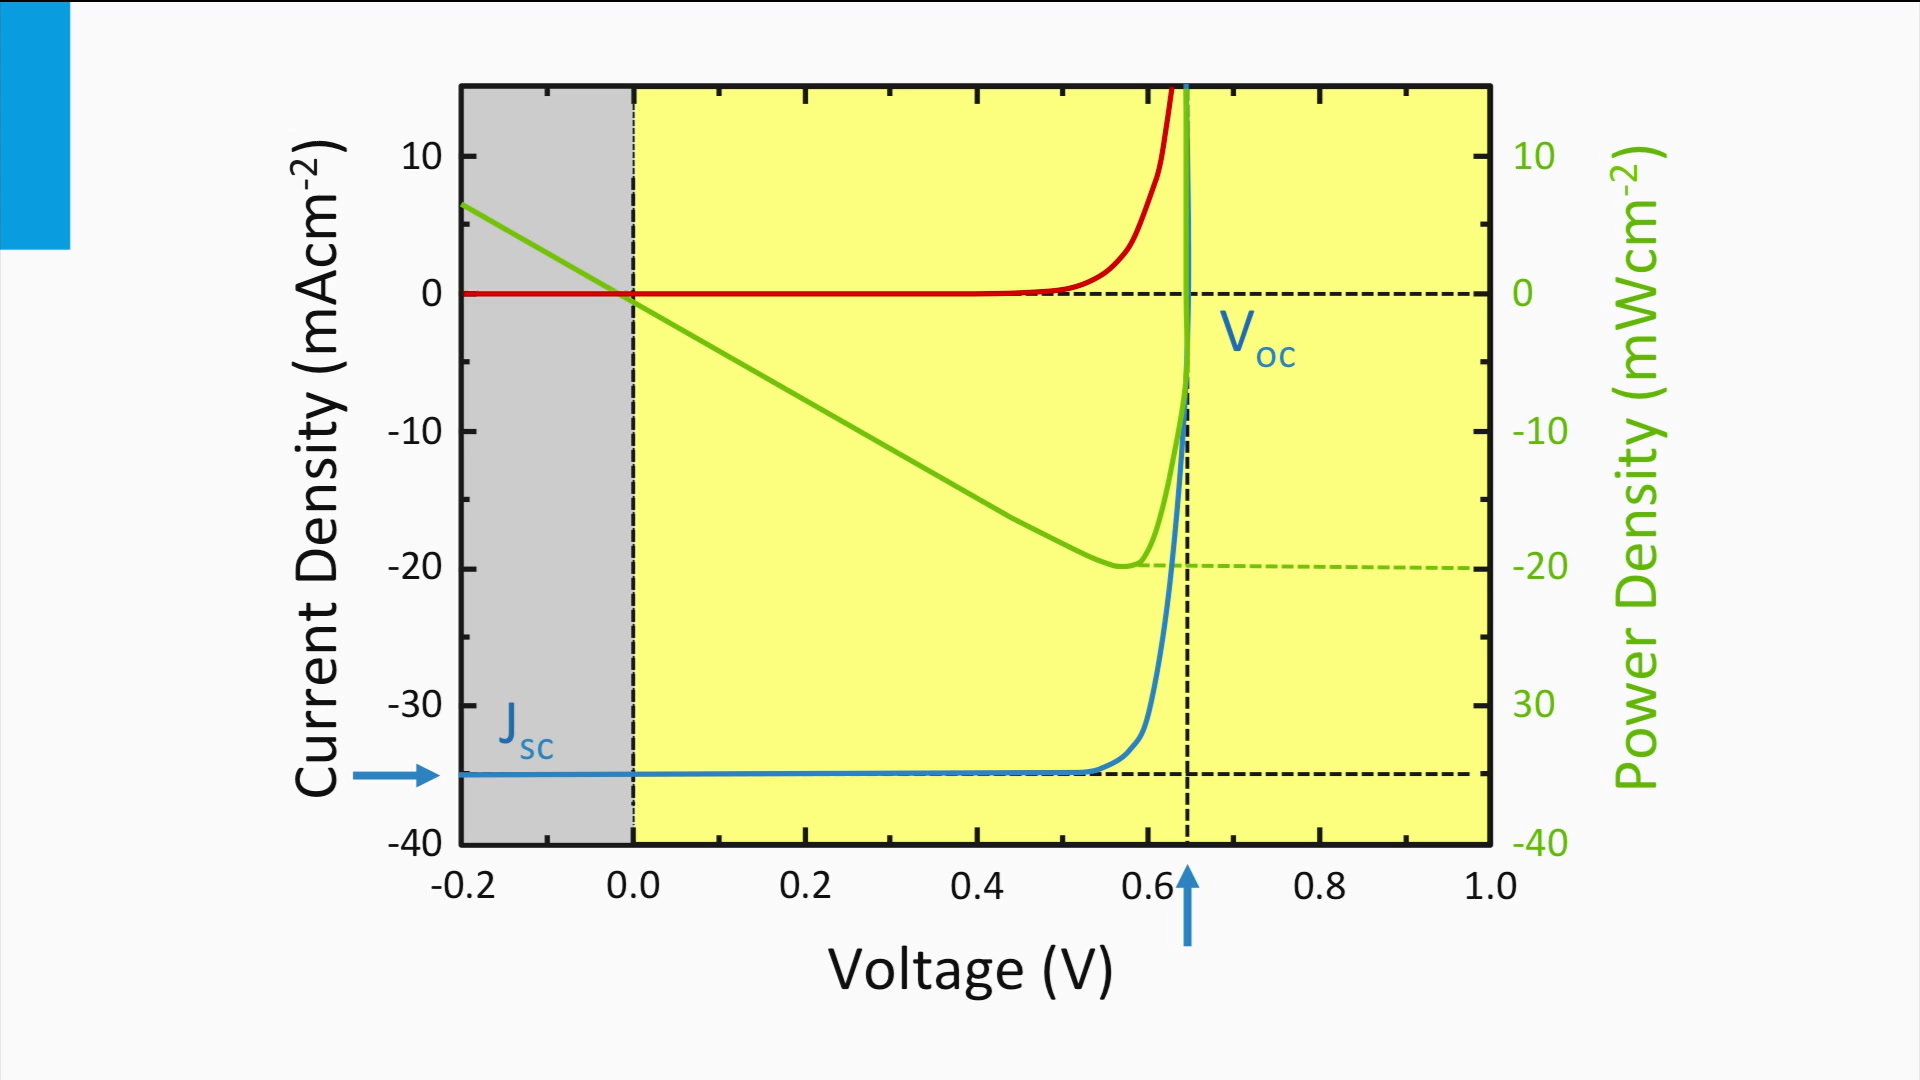 Current Density (mAcm-2)
10
0
-10
-20
-30
-40
Jsc
Voc
10
0
-10
-20
30
-40
Power Density (mWcm-2)
-0.2 0.0 0.2 0.4 0.6 0.8 1.0
Voltage (V)